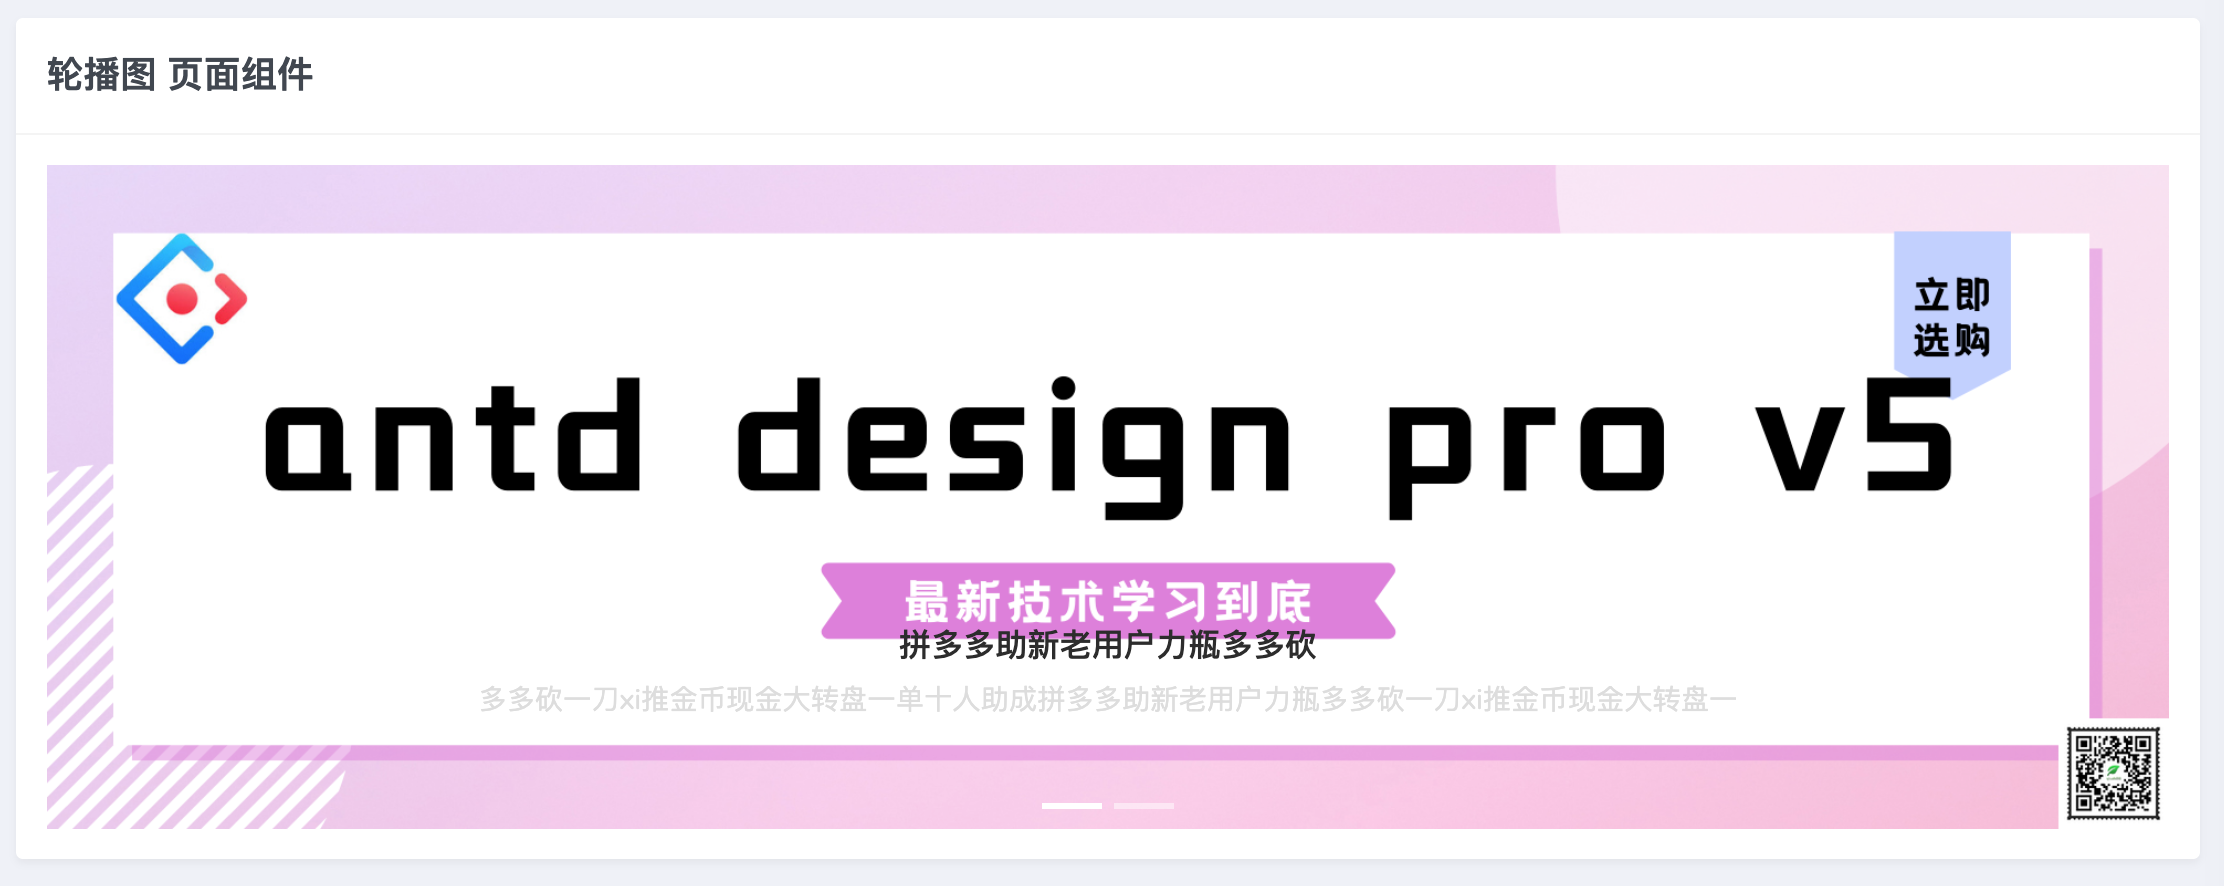 轮播图 页面组件
立即
选购
antd design pro v5
最新技术学习到底
拼多多助新老用户力瓶多多砍
多多砍一刀xi推金币现金大转盘一单十人助成拼多多助新老用户力瓶多多砍一刀xi推金币现金大转盘一